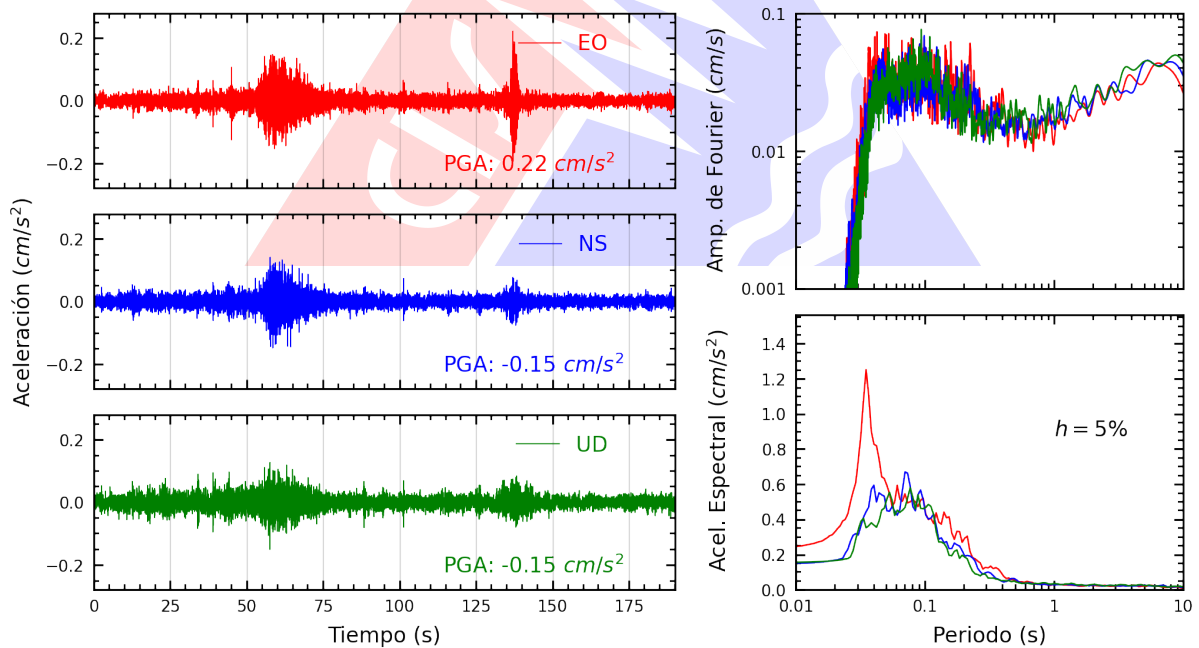 Aceleración (cm/s²)
0.2
0.0
−0.2
EO
PGA: 0.22 cm/s²
0.2
0.0
−0.2
NS
PGA: -0.15 cm/s²
0.2
0.0
−0.2
UD
PGA: -0.15 cm/s²
0 25 50 75 100 125 150 175
Tiempo (s)
Amp. de Fourier (cm/s)
0.1
0.01
0.001
Acel. Espectral (cm/s²)
1.4
1.2
1.0
0.8
0.6
0.4
0.2
0.0
h = 5%
0.01 0.1 1 10
Periodo (s)